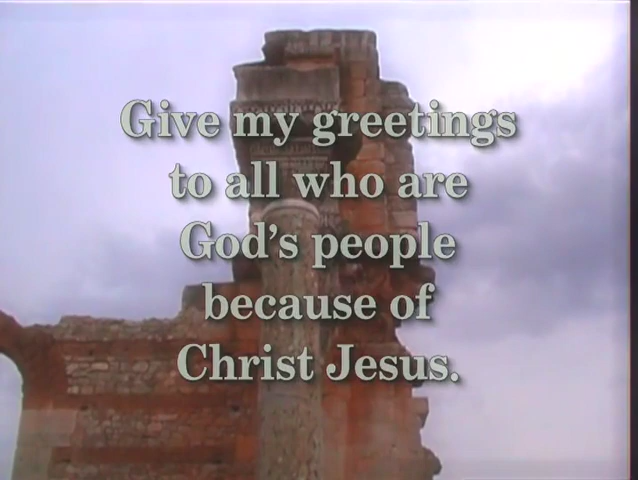 Give my greetings
to all who are
God's people
because of
Christ Jesus.